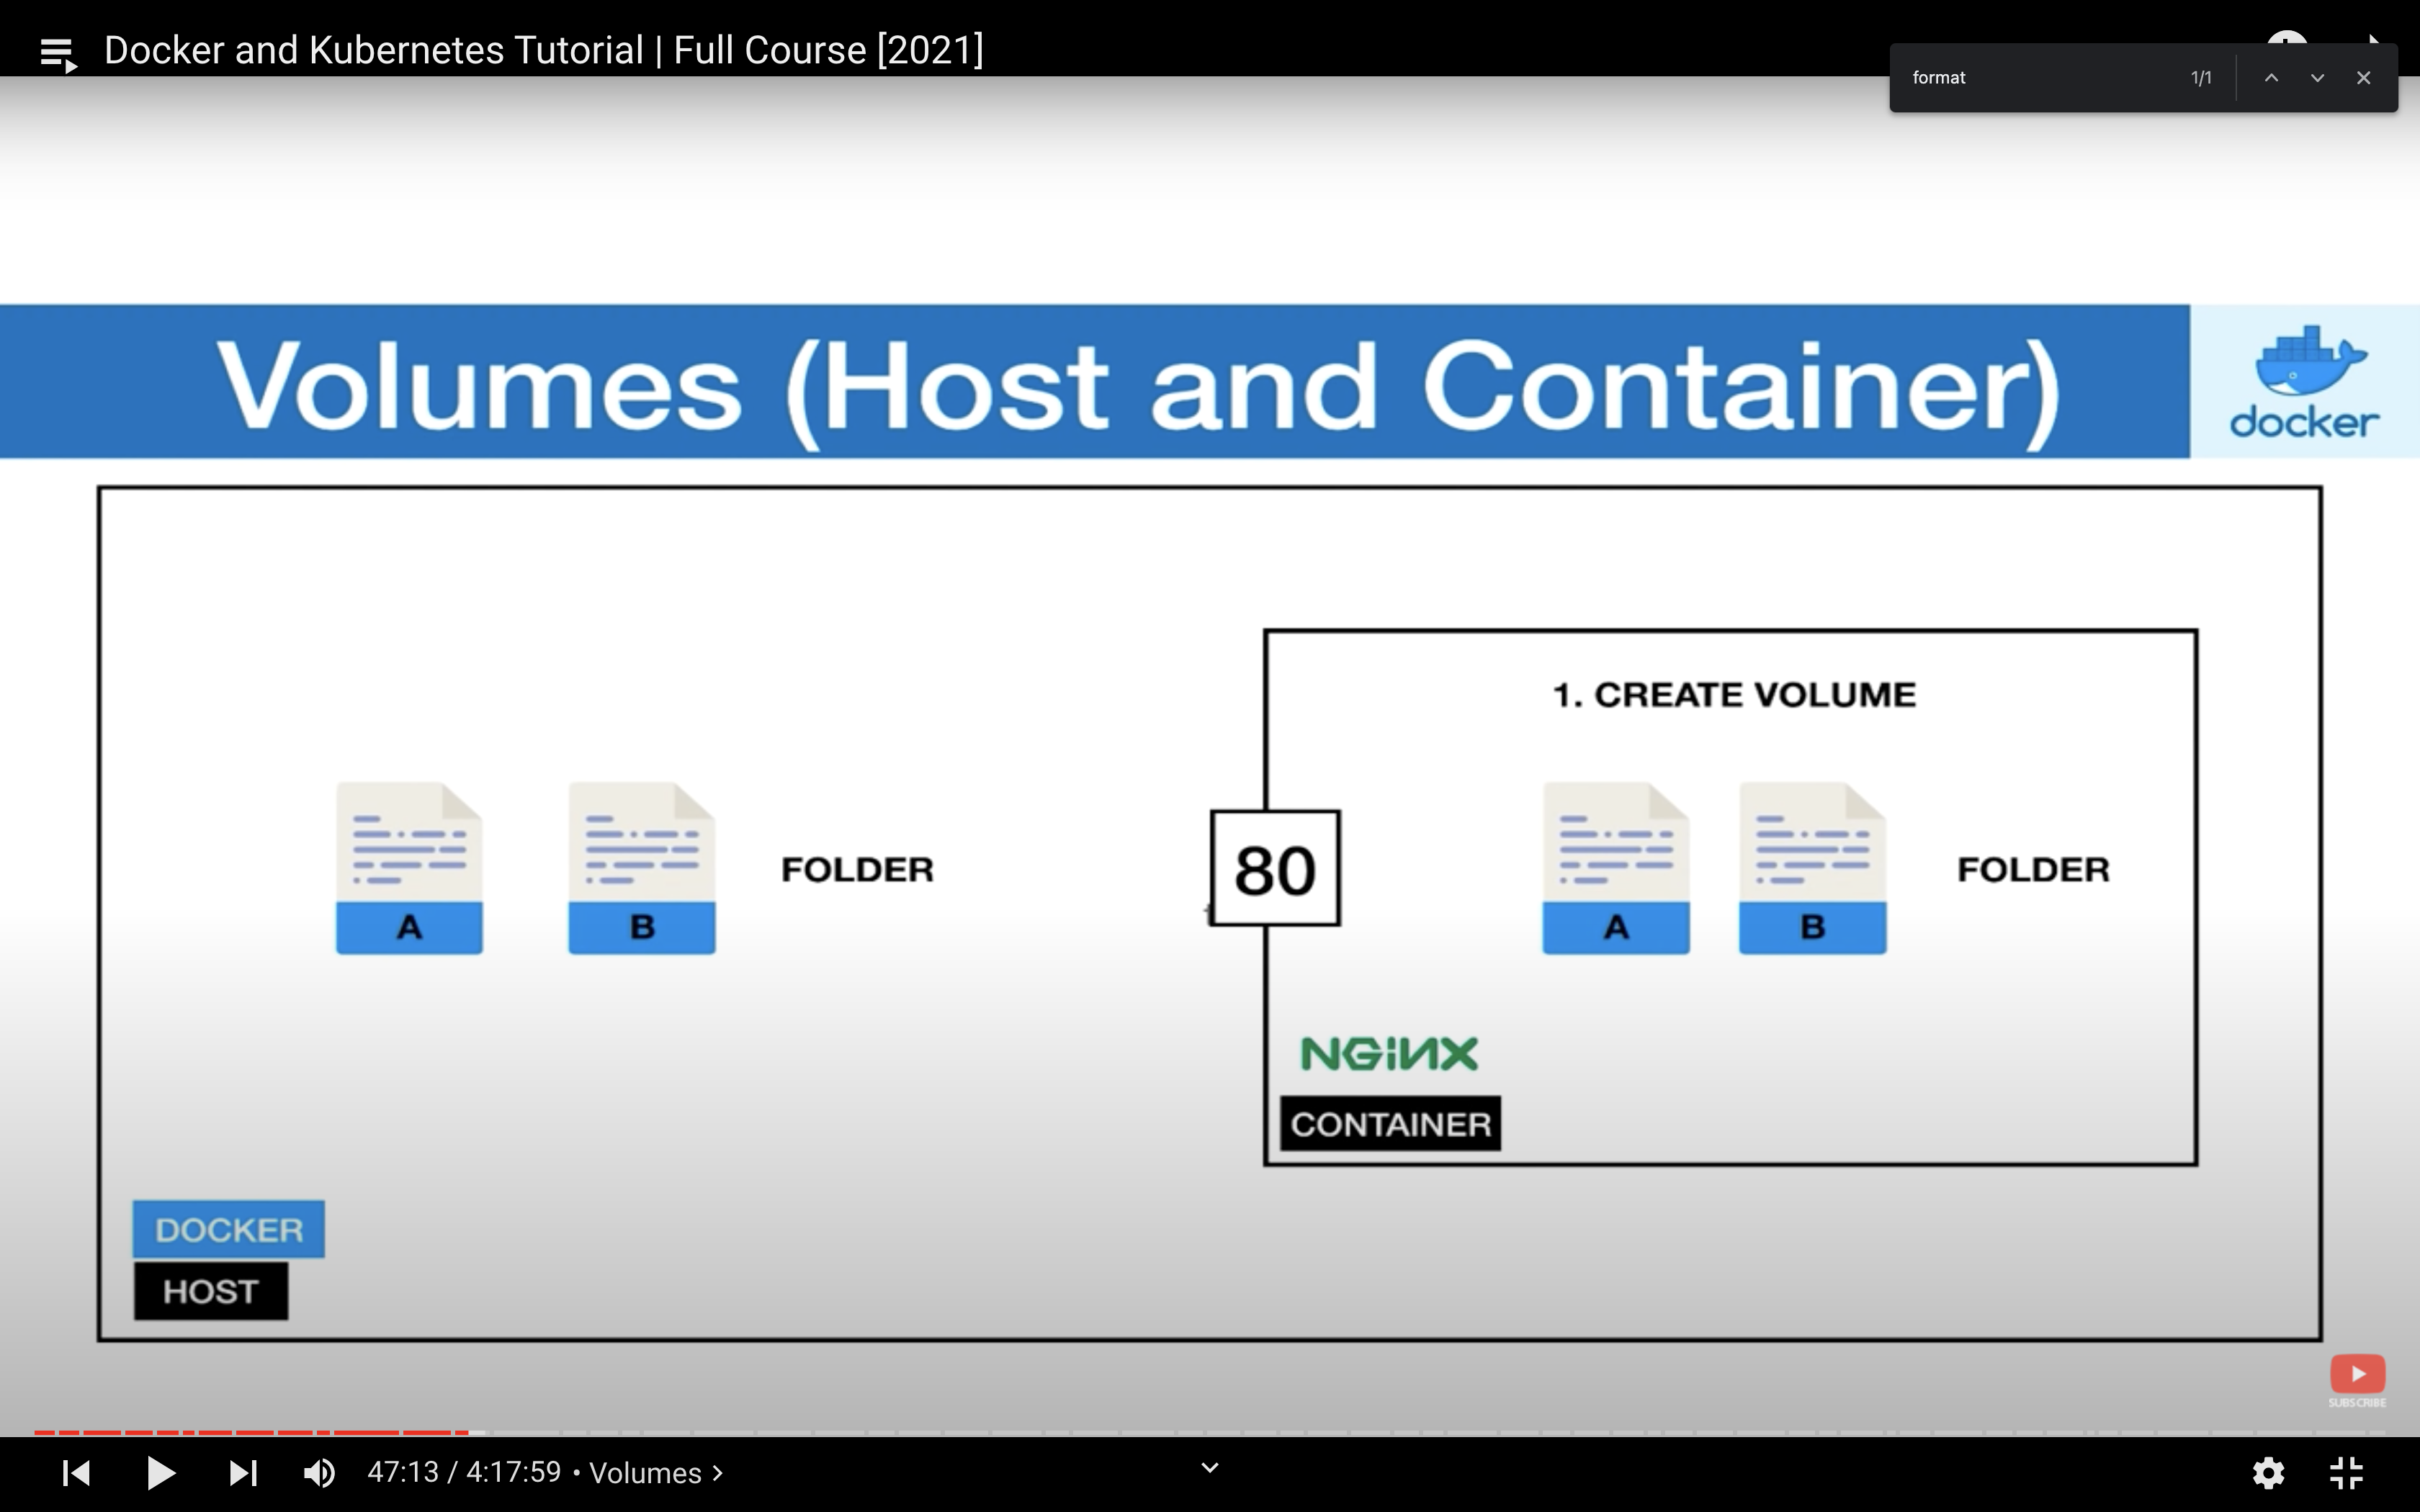 Docker and Kubernetes Tutorial | Full Course [2021]
format 1/1
Volumes (Host and Container)
docker
1. CREATE VOLUME
A B FOLDER
80
A B FOLDER
NGiNX
CONTAINER
DOCKER
HOST
SUBSCRIBE
47:13 / 4:17:59 • Volumes >